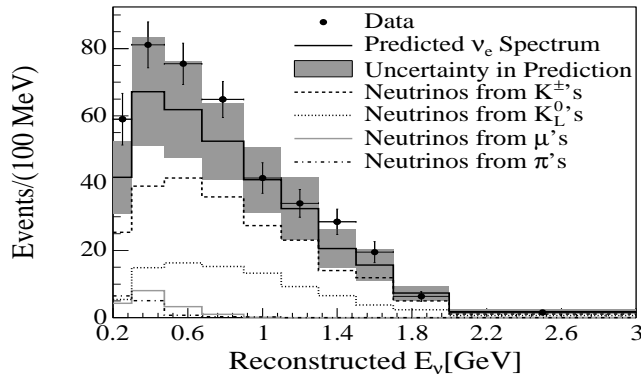 Events/(100 MeV)
80
60
40
20
0
Data
Predicted νe Spectrum
Uncertainty in Prediction
Neutrinos from K±'s
Neutrinos from K0L's
Neutrinos from μ's
Neutrinos from π's
0.2 0.6 1 1.4 1.8 2.2 2.6 3
Reconstructed Eν[GeV]